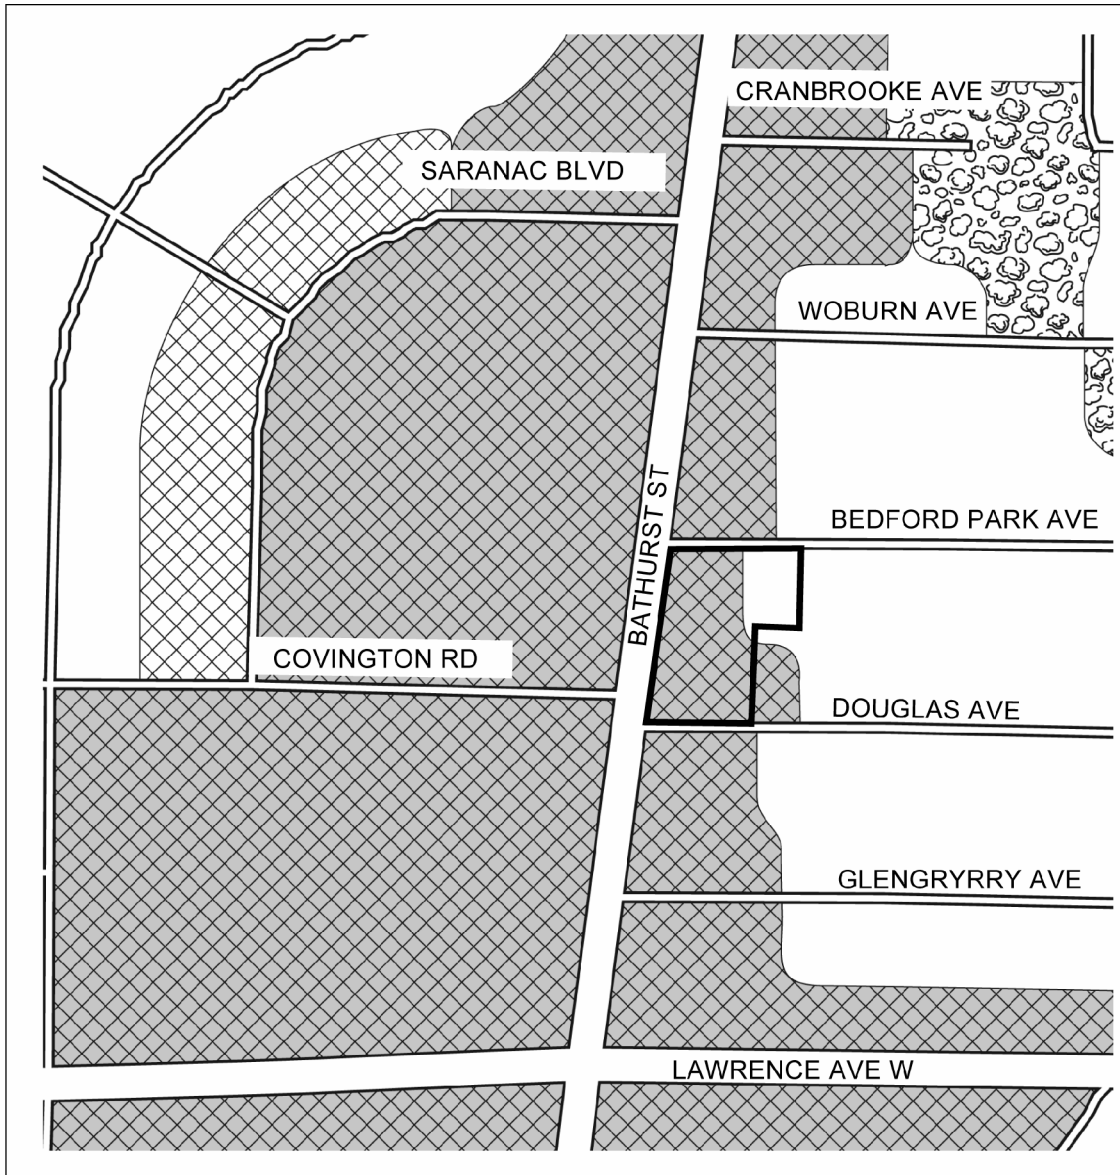 CRANBROOKE AVE
SARANAC BLVD
WOBURN AVE
BATHURST ST
BEDFORD PARK AVE
COVINGTON RD
DOUGLAS AVE
GLENGRYRRY AVE
LAWRENCE AVE W